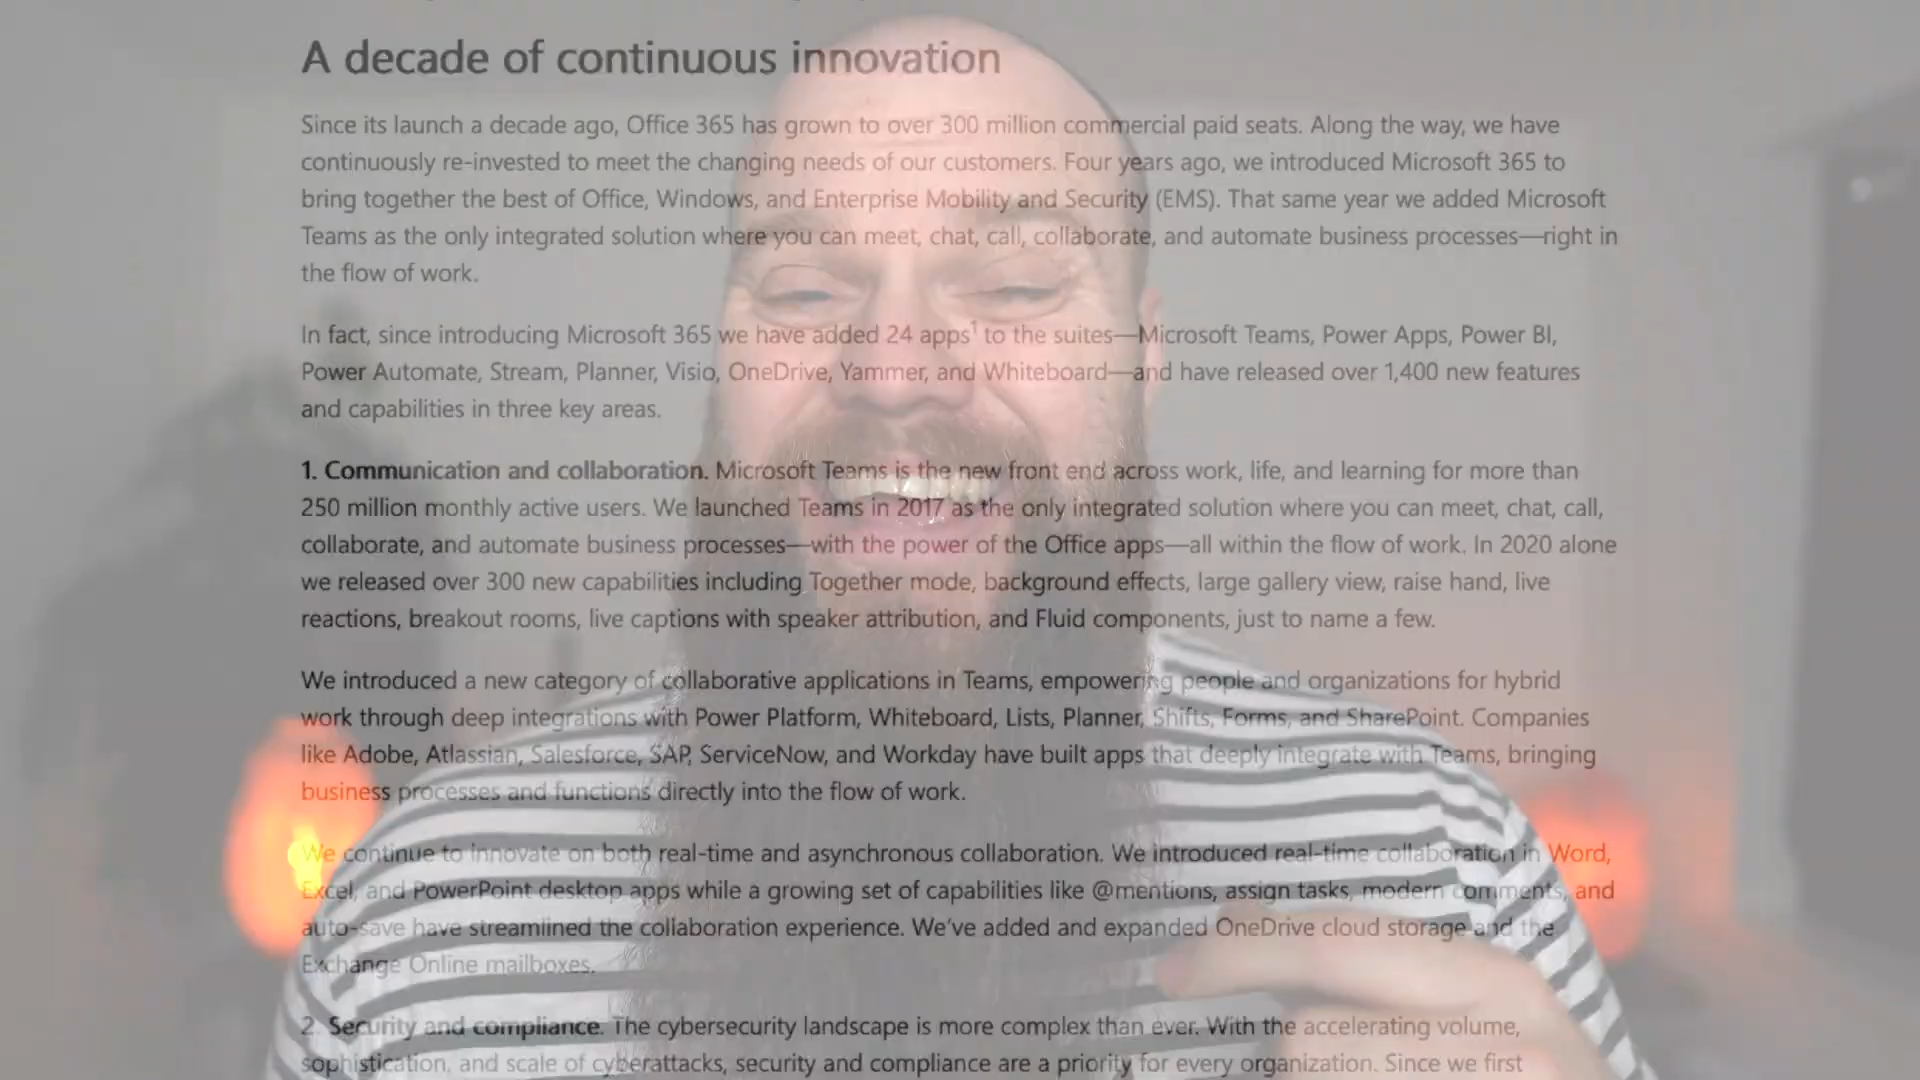 A decade of continuous innovation
Since its launch a decade ago, Office 365 has grown to over 300 million commercial paid seats. Along the way, we have
continuously re-invested to meet the changing needs of our customers. Four years ago, we introduced Microsoft 365 to
bring together the best of Office, Windows, and Enterprise Mobility and Security (EMS). That same year we added Microsoft
Teams as the only integrated solution where you can meet, chat, call, collaborate, and automate business processes—right in
the flow of work.
In fact, since introducing Microsoft 365 we have added 24 apps¹ to the suites—Microsoft Teams, Power Apps, Power BI,
Power Automate, Stream, Planner, Visio, OneDrive, Yammer, and Whiteboard—and have released over 1,400 new features
and capabilities in three key areas.
1. Communication and collaboration. Microsoft Teams is the new front end across work, life, and learning for more than
250 million monthly active users. We launched Teams in 2017 as the only integrated solution where you can meet, chat, call,
collaborate, and automate business processes—with the power of the Office apps—all within the flow of work. In 2020 alone
we released over 300 new capabilities including Together mode, background effects, large gallery view, raise hand, live
reactions, breakout rooms, live captions with speaker attribution, and Fluid components, just to name a few.
We introduced a new category of collaborative applications in Teams, empowering people and organizations for hybrid
work through deep integrations with Power Platform, Whiteboard, Lists, Planner, Shifts, Forms, and SharePoint. Companies
like Adobe, Atlassian, Salesforce, SAP, ServiceNow, and Workday have built apps that deeply integrate with Teams, bringing
business processes and functions directly into the flow of work.
We continue to innovate on both real-time and asynchronous collaboration. We introduced real-time collaboration in Word,
Excel, and PowerPoint desktop apps while a growing set of capabilities like @mentions, assign tasks, modern comments, and
auto-save have streamlined the collaboration experience. We've added and expanded OneDrive cloud storage and the
Exchange Online mailboxes.
2. Security and compliance. The cybersecurity landscape is more complex than ever. With the accelerating volume,
sophistication, and scale of cyberattacks, security and compliance are a priority for every organization. Since we first